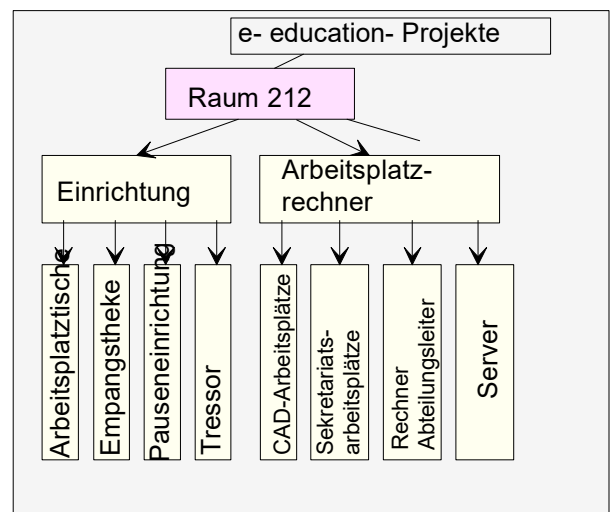 e- education- Projekte
Raum 212
Einrichtung
Arbeitsplatz-
rechner
Arbeitsplatztische
Empangstheke
Pauseneinrichtung
Tressor
CAD-Arbeitsplätze
Sekretariats-
arbeitsplätze
Rechner
Abteilungsleiter
Server